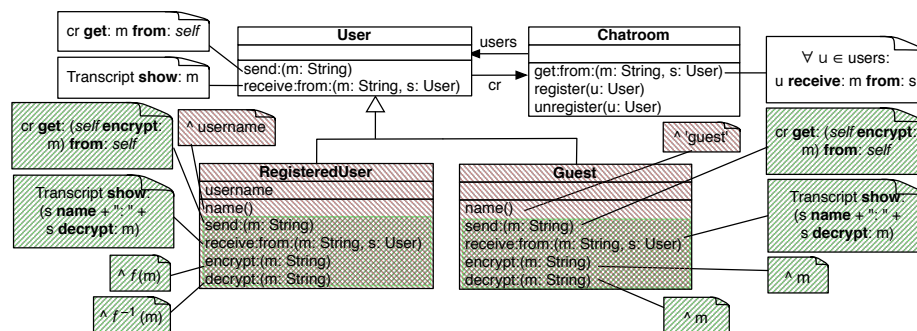 cr get: m from: self
Transcript show: m
User
send:(m: String)
receive:from:(m: String, s: User)
users
cr
Chatroom
get:from:(m: String, s: User)
register(u: User)
unregister(u: User)
∀ u ∈ users:
u receive: m from: s
cr get: (self encrypt:
m) from: self
^ username
^ 'guest'
cr get: (self encrypt:
m) from: self
Transcript show:
(s name + ": " +
s decrypt: m)
^ f (m)
^ f⁻¹ (m)
RegisteredUser
username
name()
send:(m: String)
receive:from:(m: String, s: User)
encrypt:(m: String)
decrypt:(m: String)
Guest
name()
send:(m: String)
receive:from:(m: String, s: User)
encrypt:(m: String)
decrypt:(m: String)
Transcript show:
(s name + ": " +
s decrypt: m)
^ m
^ m